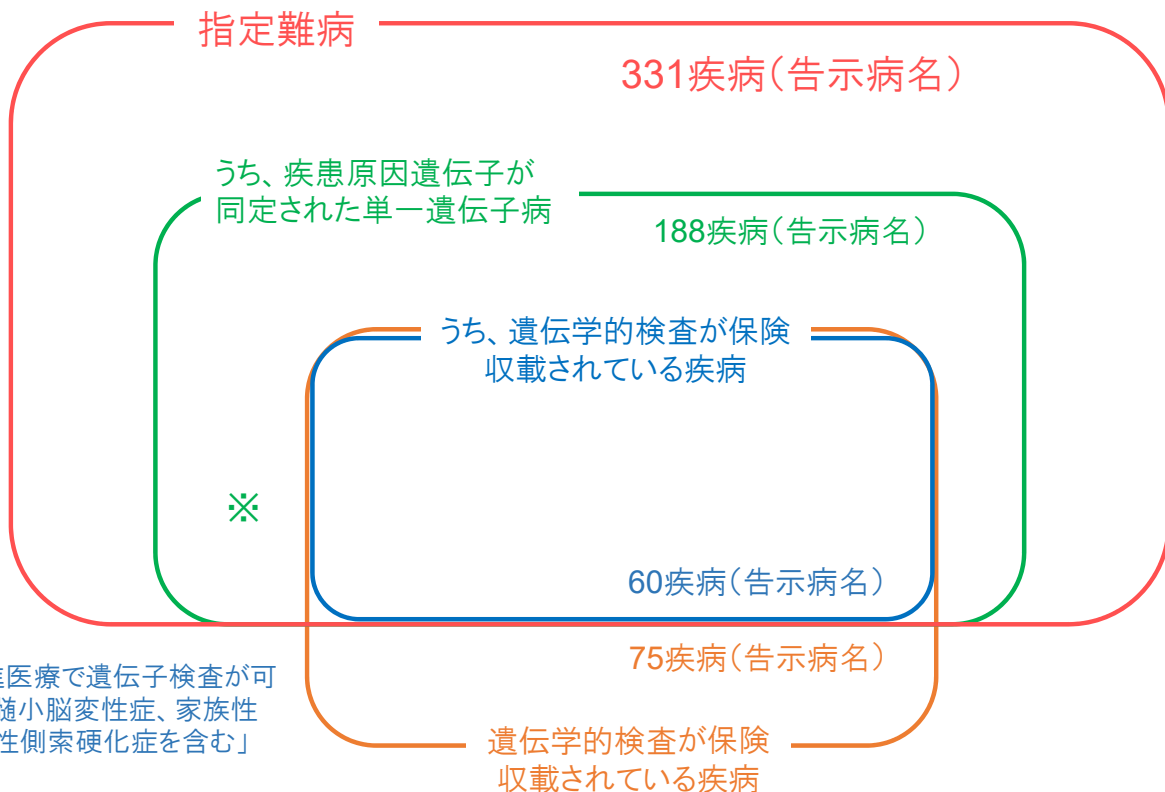 指定難病
331疾病(告示病名)
うち、疾患原因遺伝子が
同定された単一遺伝子病
188疾病(告示病名)
うち、遺伝学的検査が保険
収載されている疾病
※
60疾病(告示病名)
75疾病(告示病名)
医療で遺伝子検査が可
小脳変性症、家族性
性側索硬化症を含む」
遺伝学的検査が保険
収載されている疾病